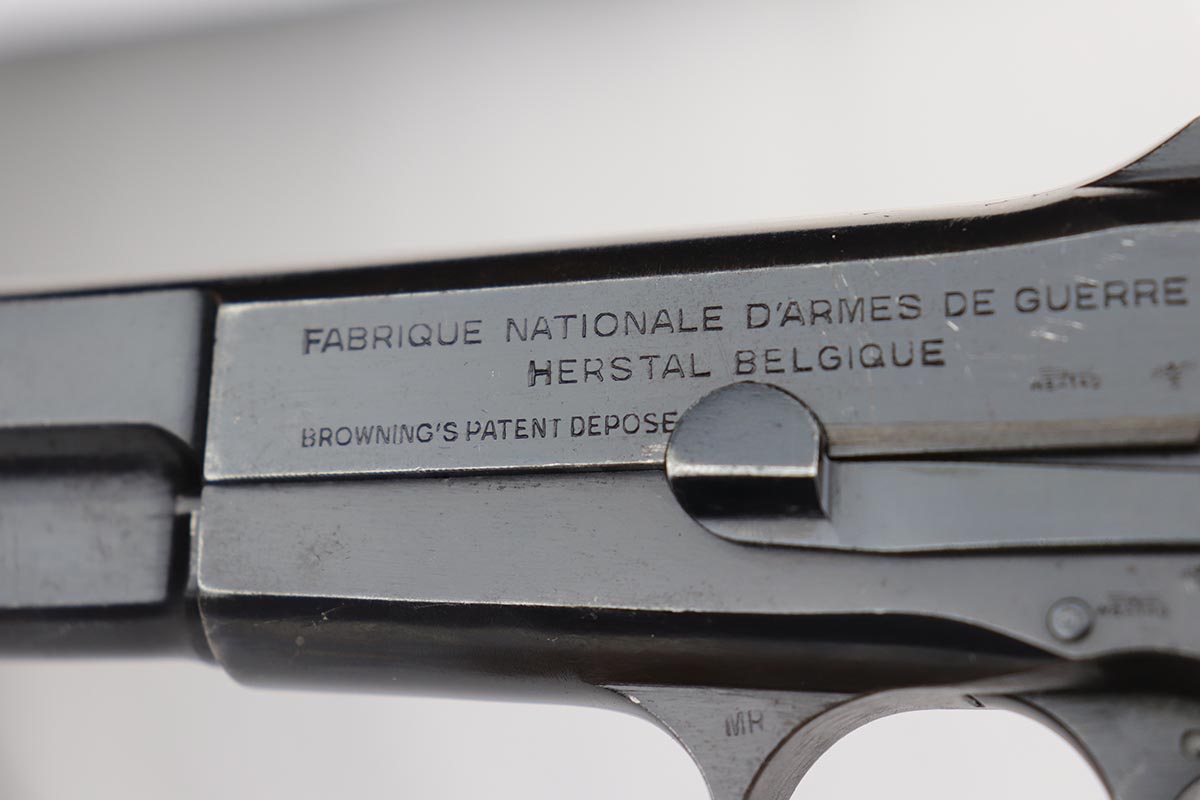 FABRIQUE NATIONALE D'ARMES DE GUERRE
HERSTAL BELGIQUE
BROWNING'S PATENT DEPOSE
MR